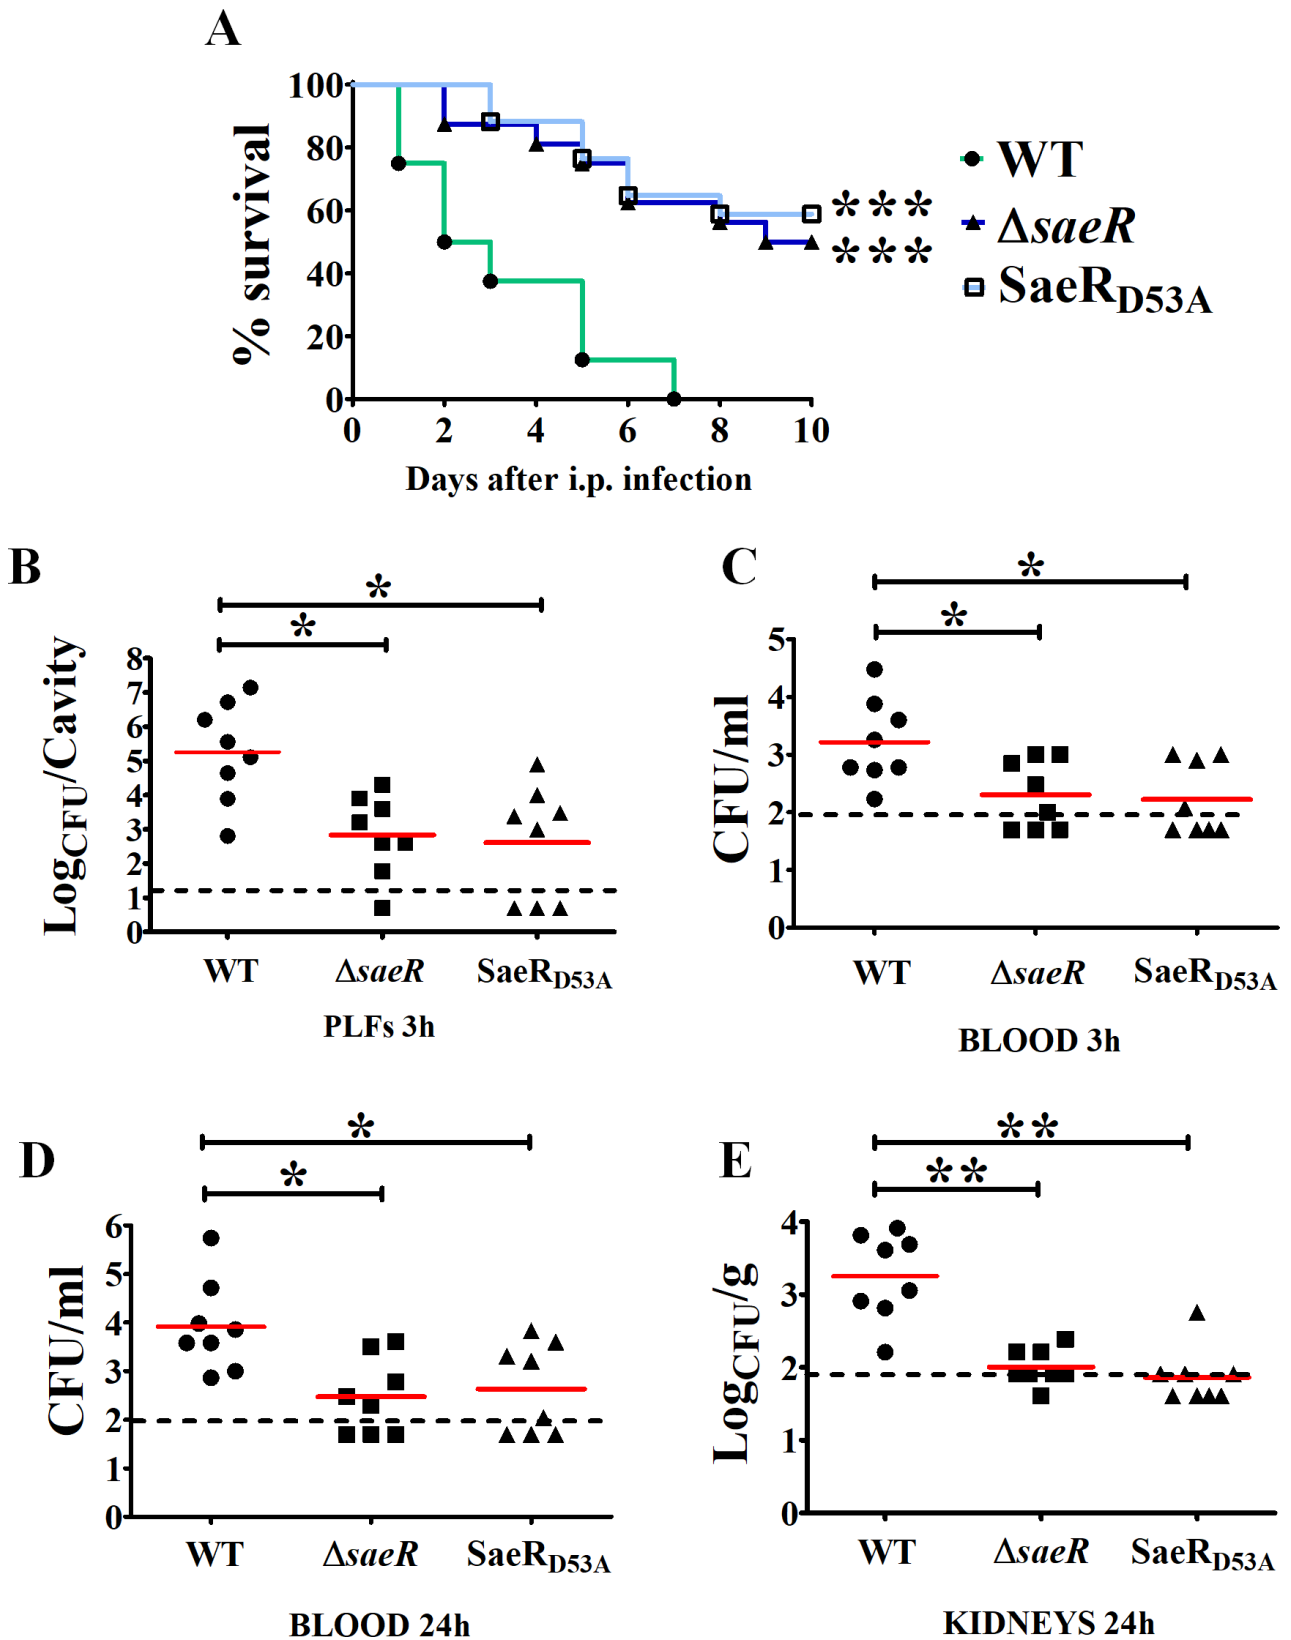 A
100
80
60
40
20
0
% survival
0 2 4 6 8 10
Days after i.p. infection
***
***
WT
ΔsaeR
SaeRD53A
B
*
*
8
7
6
5
4
3
2
1
0
LogCFU/Cavity
WT ΔsaeR SaeRD53A
PLFs 3h
C
*
*
5
4
3
2
1
0
CFU/ml
WT ΔsaeR SaeRD53A
BLOOD 3h
D
*
*
6
5
4
3
2
1
0
CFU/ml
WT ΔsaeR SaeRD53A
BLOOD 24h
E
**
**
4
3
2
1
0
LogCFU/g
WT ΔsaeR SaeRD53A
KIDNEYS 24h